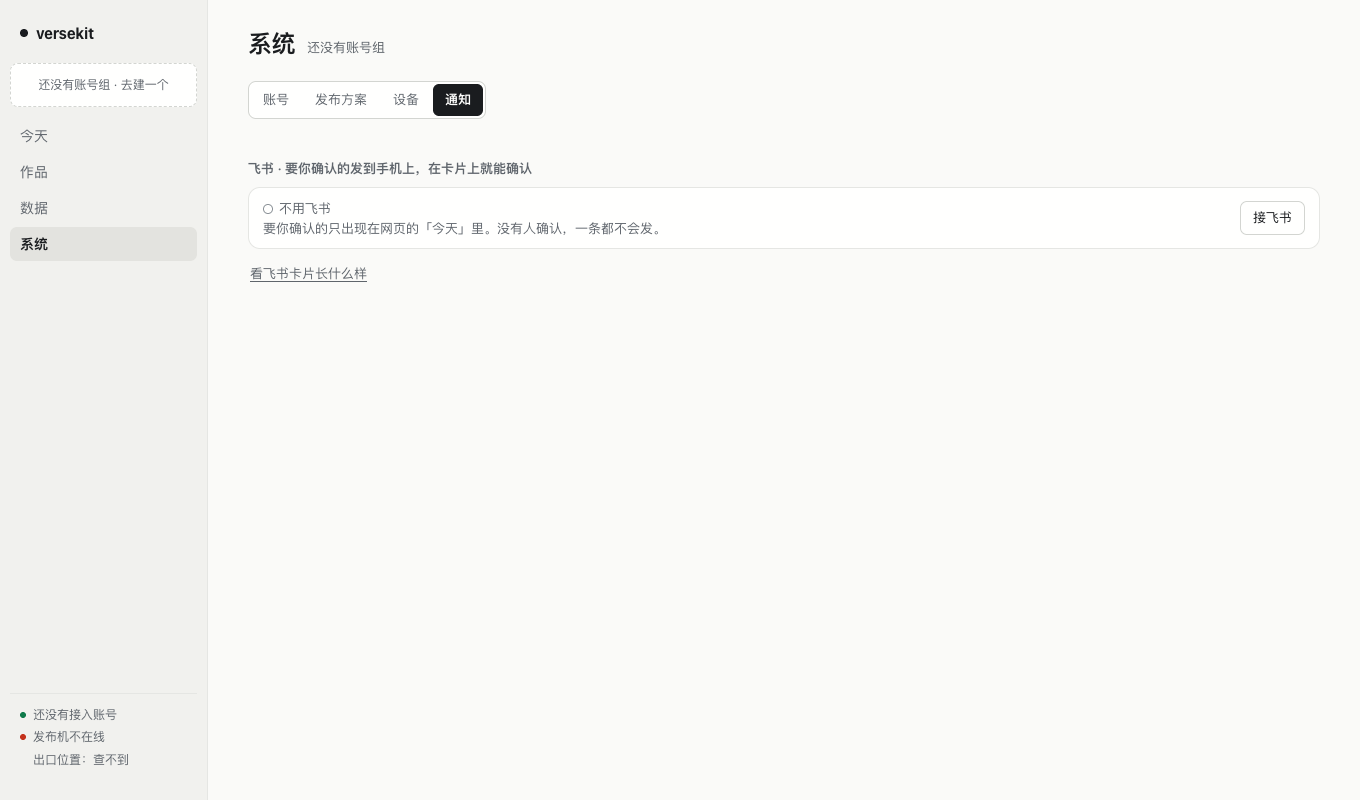 versekit
还没有账号组 · 去建一个
今天
作品
数据
系统
还没有接入账号
发布机不在线
出口位置：查不到
系统 还没有账号组
账号 发布方案 设备 通知
飞书 · 要你确认的发到手机上，在卡片上就能确认
不用飞书
要你确认的只出现在网页的「今天」里。没有人确认，一条都不会发。
接飞书
看飞书卡片长什么样